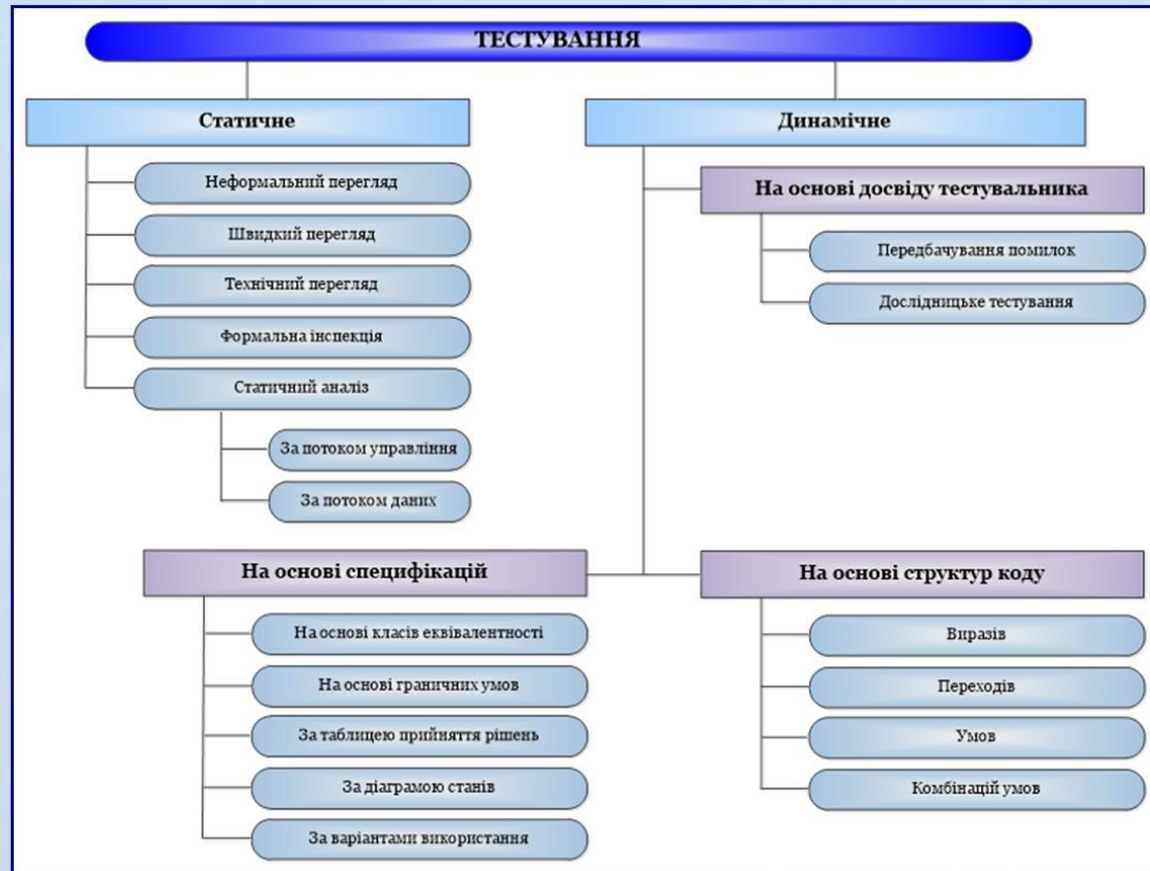 ТЕСТУВАННЯ
Статичне
Неформальний перегляд
Швидкий перегляд
Технічний перегляд
Формальна інспекція
Статичний аналіз
За потоком управління
За потоком даних
Динамічне
На основі досвіду тестувальника
Передбачування помилок
Дослідницьке тестування
На основі специфікацій
На основі класів еквівалентності
На основі граничних умов
За таблицею прийняття рішень
За діаграмою станів
За варіантами використання
На основі структур коду
Виразів
Переходів
Умов
Комбінацій умов